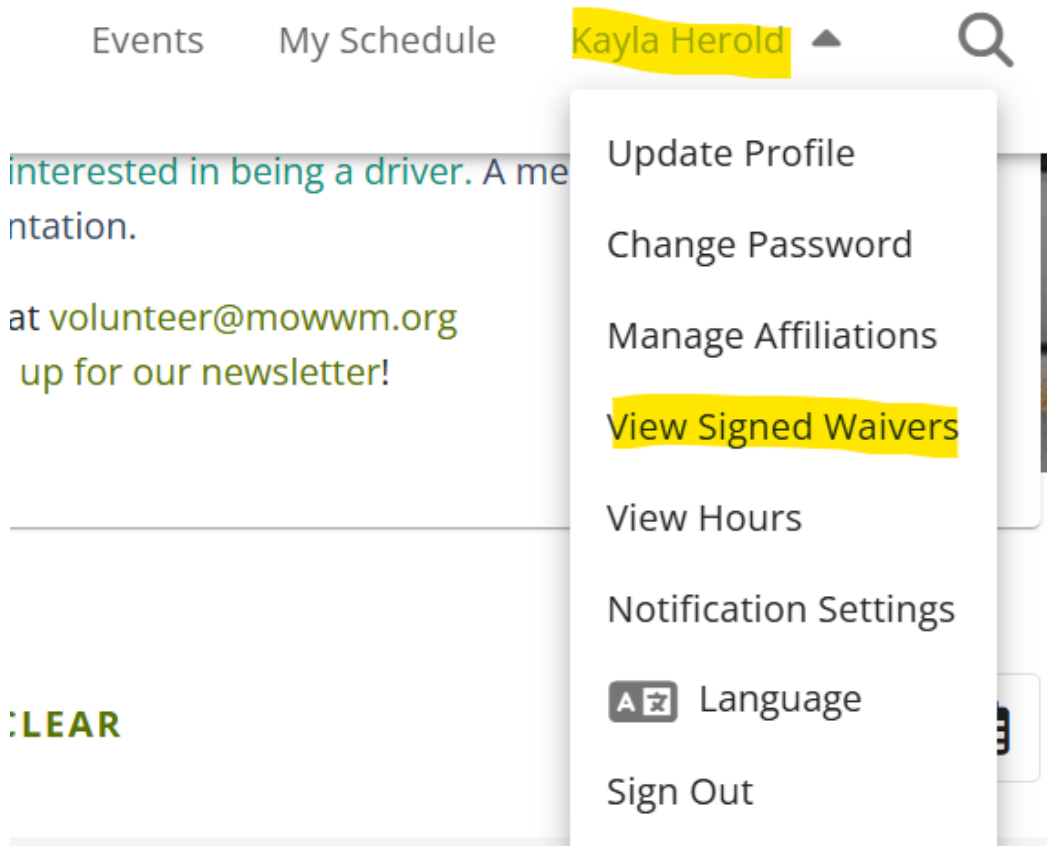 Events My Schedule Kayla Herold
interested in being a driver. A me
ntation.
at volunteer@mowwm.org
up for our newsletter!
CLEAR
Update Profile
Change Password
Manage Affiliations
View Signed Waivers
View Hours
Notification Settings
A 文 Language
Sign Out